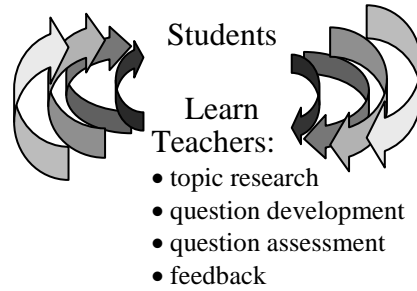 Students
Learn
Teachers:
• topic research
• question development
• question assessment
• feedback